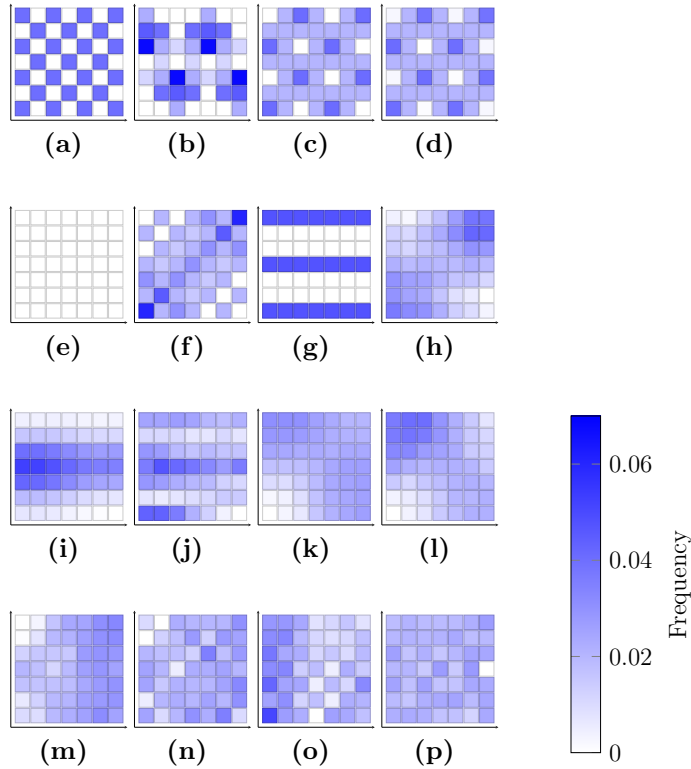 (a) (b) (c) (d)
(e) (f) (g) (h)
(i) (j) (k) (l)
(m) (n) (o) (p)
0.06
0.04
0.02
0
Frequency